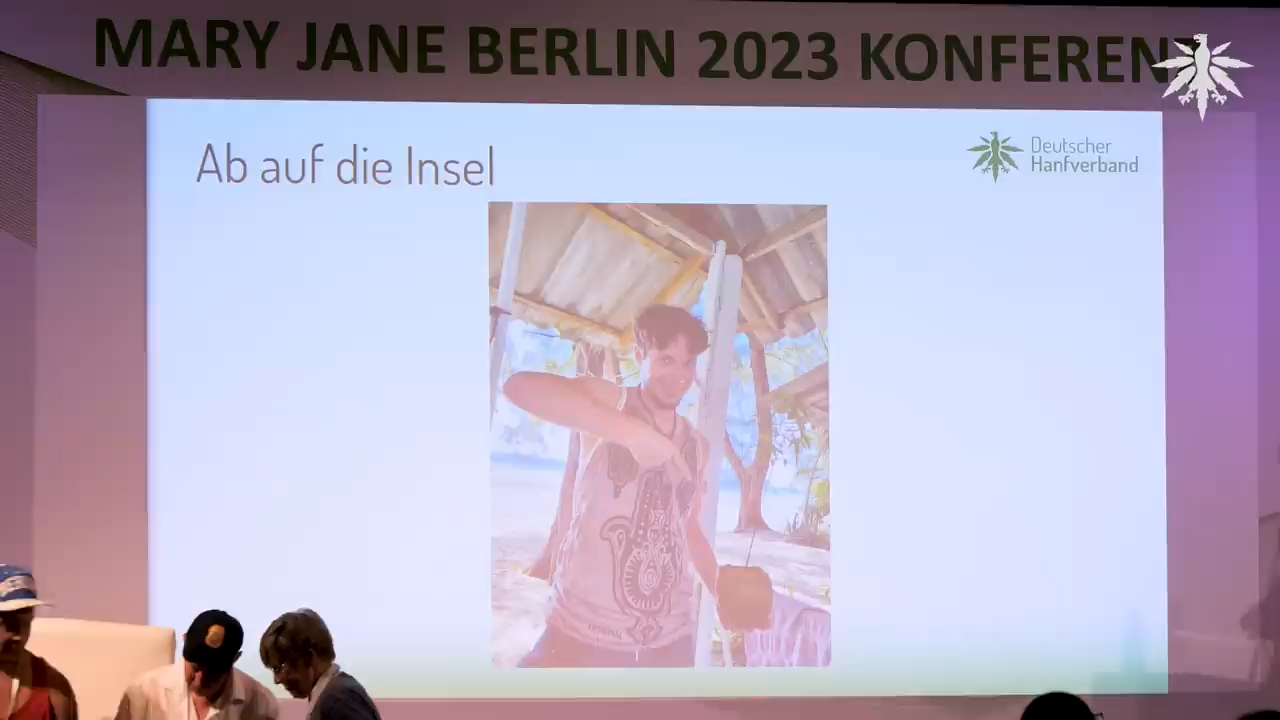 MARY JANE BERLIN 2023 KONFEREN
Ab auf die Insel
Deutscher
Hanfverband